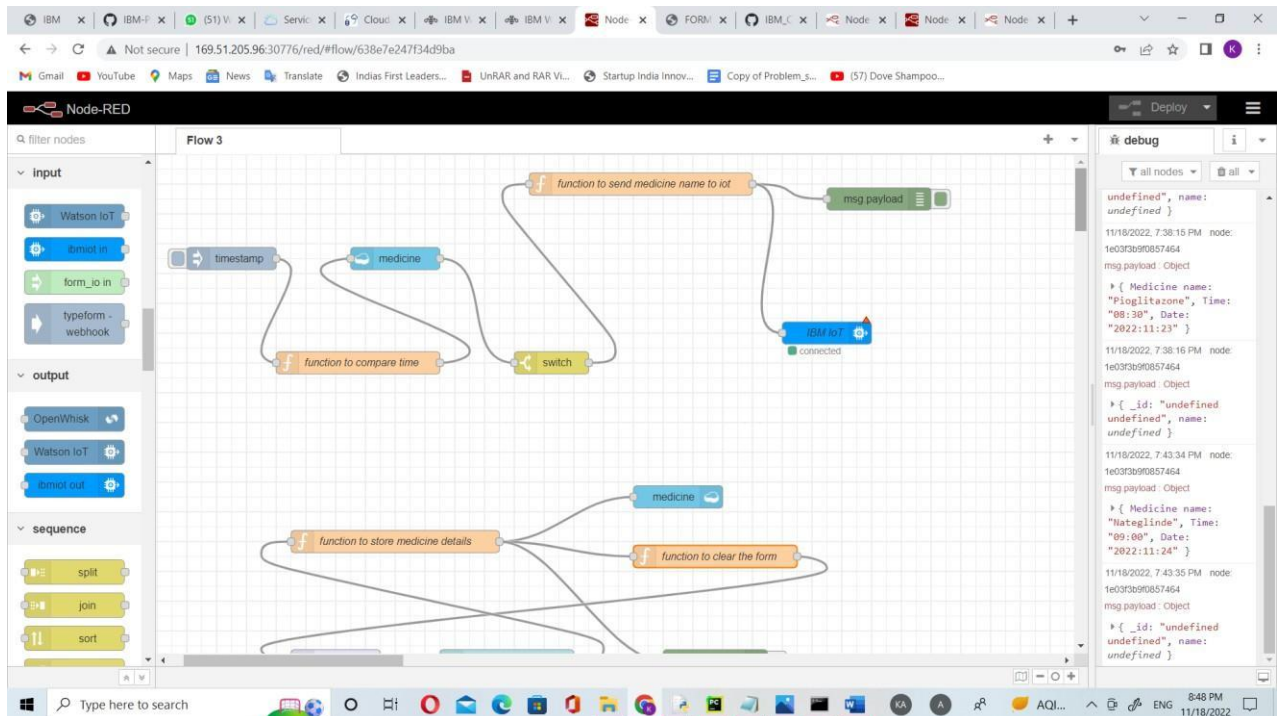 IBM
IBM-P
(51) W
Servic
Cloud
IBM W
IBM W
Node
FORM
IBM_C
Node
Node
Node
Not secure | 169.51.205.96:30776/red/#flow/638e7e247f34d9ba
K
Gmail
YouTube
Maps
News
Translate
Indias First Leaders...
UnRAR and RAR Vi...
Startup India Innov...
Copy of Problem_s...
(57) Dove Shampoo...
Node-RED
Deploy
filter nodes
Flow 3
debug
i
all nodes
all
input
Watson IoT
ibmiot in
form_io in
typeform -
webhook
output
OpenWhisk
Watson IoT
ibmiot out
sequence
split
join
sort
function to send medicine name to iot
msg.payload
timestamp
medicine
IBM IoT
connected
function to compare time
switch
medicine
function to store medicine details
function to clear the form
undefined", name:
undefined }
11/18/2022, 7:38:15 PM node:
1e03f3b9f0857464
msg.payload : Object
{ Medicine name:
"Pioglitazone", Time:
"08:30", Date:
"2022:11:23" }
11/18/2022, 7:38:16 PM node:
1e03f3b9f0857464
msg.payload : Object
{ _id: "undefined
undefined", name:
undefined }
11/18/2022, 7:43:34 PM node:
1e03f3b9f0857464
msg.payload : Object
{ Medicine name:
"Nateglinde", Time:
"09:00", Date:
"2022:11:24" }
11/18/2022, 7:43:35 PM node:
1e03f3b9f0857464
msg.payload : Object
{ _id: "undefined
undefined", name:
undefined }
Type here to search
KA
A
AQI...
ENG
8:48 PM
11/18/2022